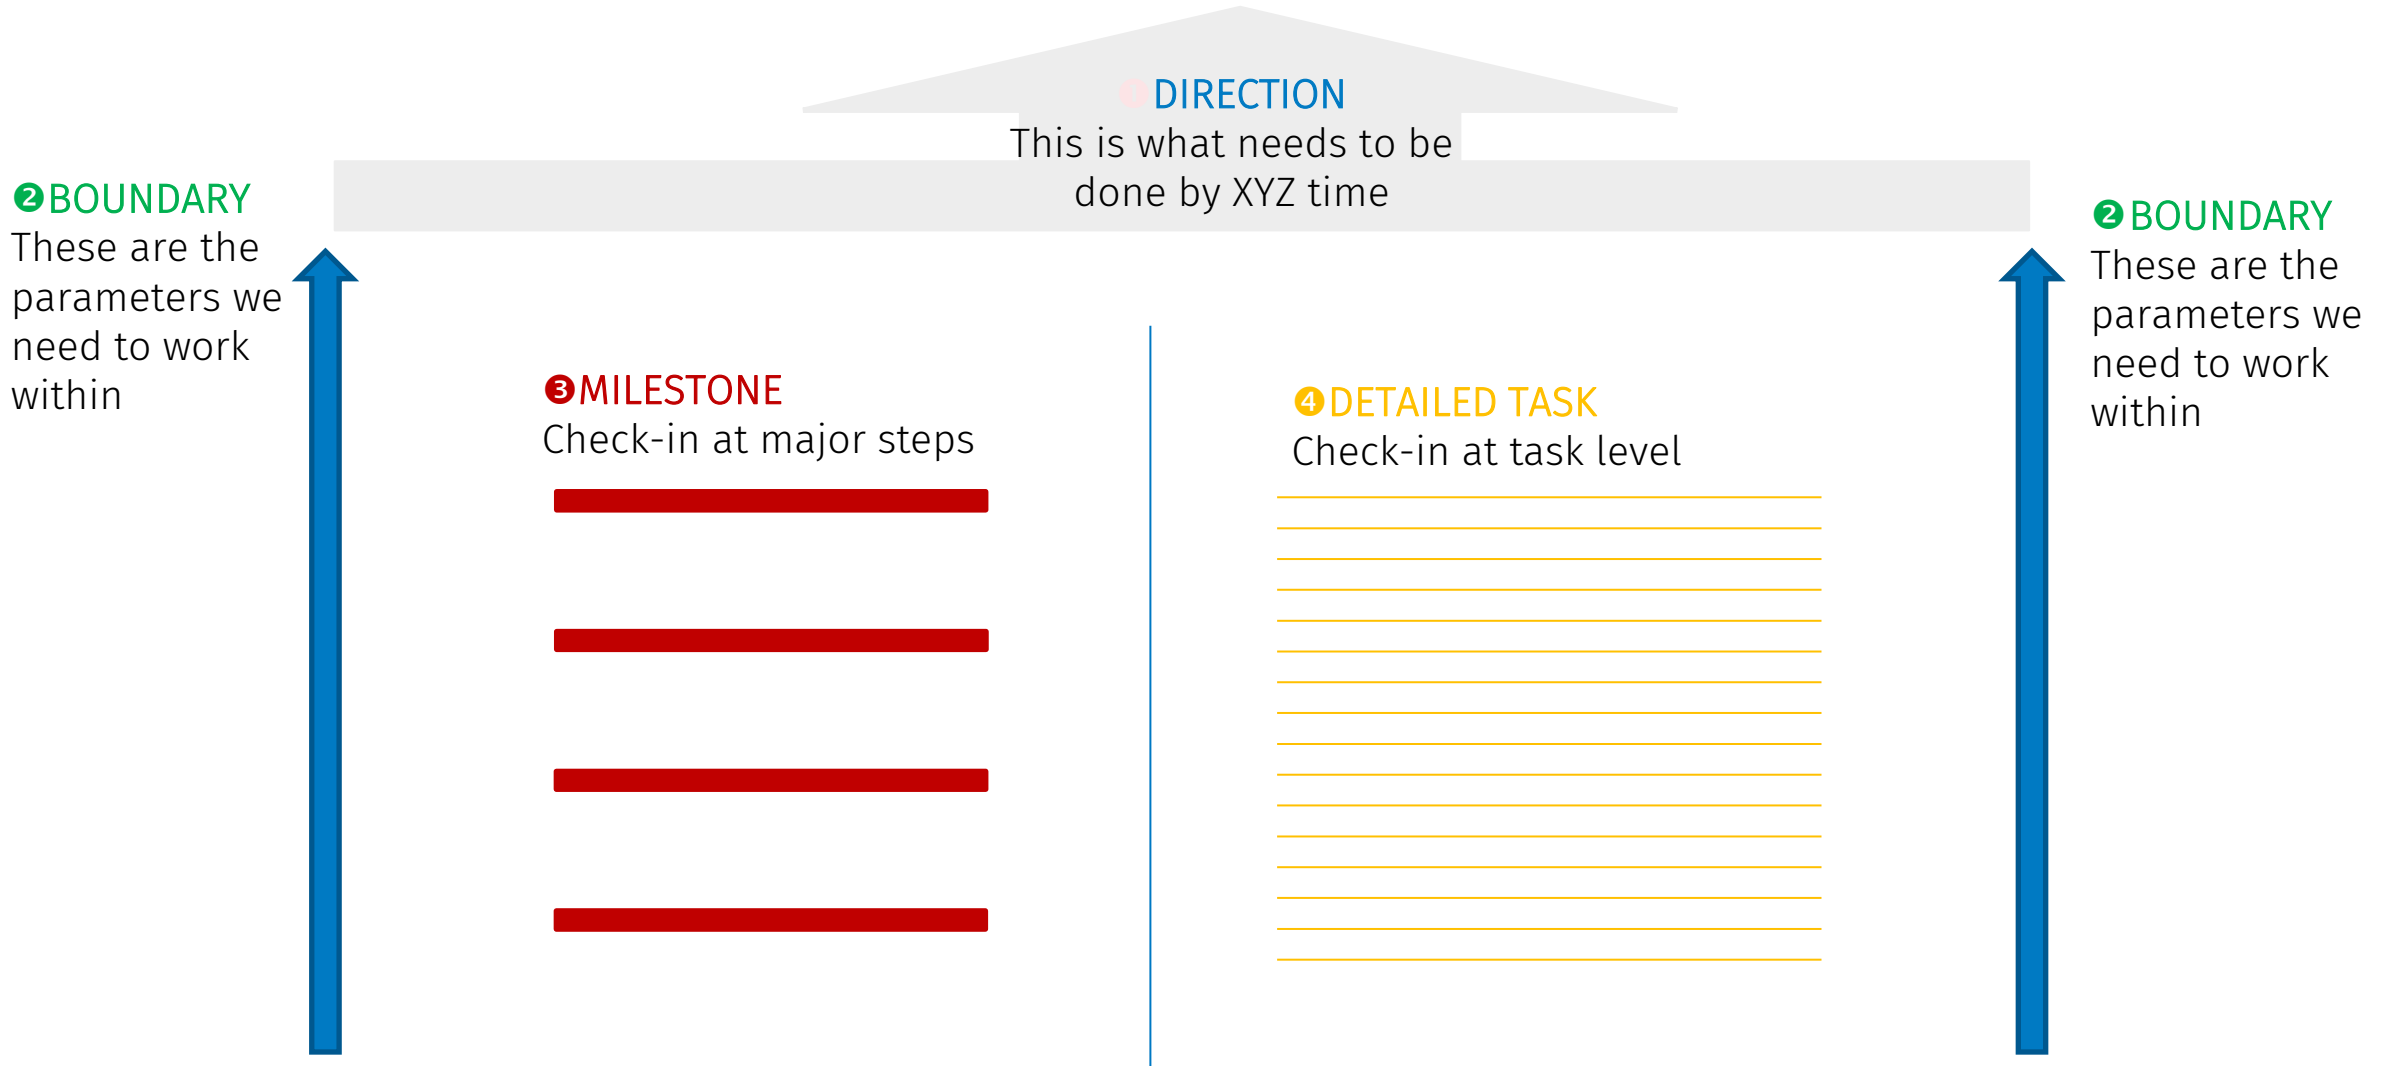 ❶DIRECTION
This is what needs to be
done by XYZ time
❷BOUNDARY
These are the
parameters we
need to work
within
❷BOUNDARY
These are the
parameters we
need to work
within
❸MILESTONE
Check-in at major steps
❹DETAILED TASK
Check-in at task level